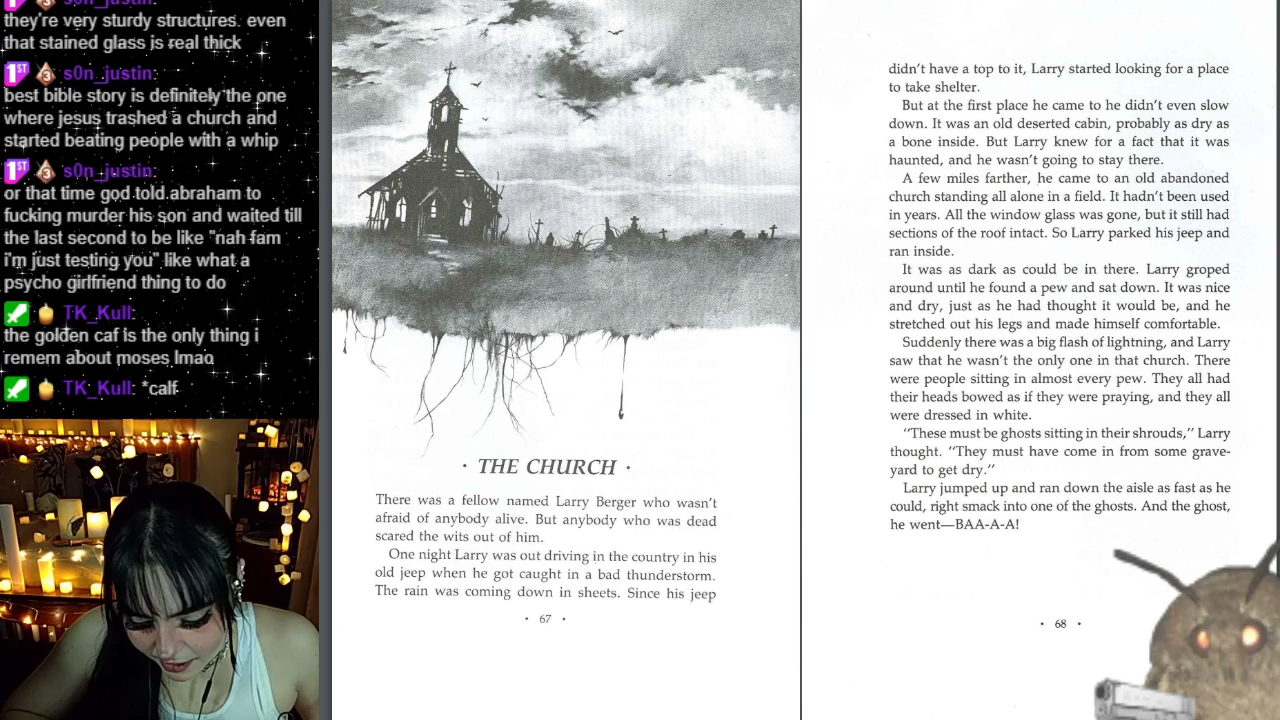 s0n_justin:
they're very sturdy structures. even
that stained glass is real thick
1ST 3 s0n_justin:
best bible story is definitely the one
where jesus trashed a church and
started beating people with a whip
1ST 3 s0n_justin:
or that time god told abraham to
fucking murder his son and waited till
the last second to be like "nah fam
i'm just testing you" like what a
psycho girlfriend thing to do
TK_Kull:
the golden caf is the only thing i
remem about moses lmao
TK_Kull: *calf
· THE CHURCH ·
There was a fellow named Larry Berger who wasn't
afraid of anybody alive. But anybody who was dead
scared the wits out of him.
One night Larry was out driving in the country in his
old jeep when he got caught in a bad thunderstorm.
The rain was coming down in sheets. Since his jeep
• 67 •
didn't have a top to it, Larry started looking for a place
to take shelter.
But at the first place he came to he didn't even slow
down. It was an old deserted cabin, probably as dry as
a bone inside. But Larry knew for a fact that it was
haunted, and he wasn't going to stay there.
A few miles farther, he came to an old abandoned
church standing all alone in a field. It hadn't been used
in years. All the window glass was gone, but it still had
sections of the roof intact. So Larry parked his jeep and
ran inside.
It was as dark as could be in there. Larry groped
around until he found a pew and sat down. It was nice
and dry, just as he had thought it would be, and he
stretched out his legs and made himself comfortable.
Suddenly there was a big flash of lightning, and Larry
saw that he wasn't the only one in that church. There
were people sitting in almost every pew. They all had
their heads bowed as if they were praying, and they all
were dressed in white.
"These must be ghosts sitting in their shrouds," Larry
thought. "They must have come in from some grave-
yard to get dry."
Larry jumped up and ran down the aisle as fast as he
could, right smack into one of the ghosts. And the ghost,
he went—BAA-A-A!
• 68 •